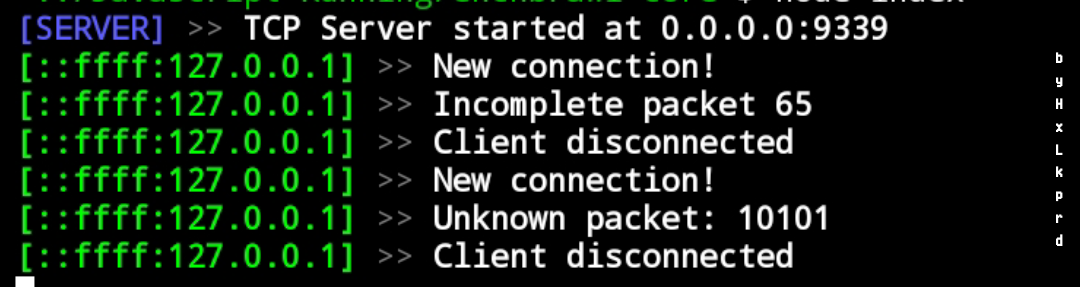 [SERVER] >> TCP Server started at 0.0.0.0:9339
[::ffff:127.0.0.1] >> New connection!
[::ffff:127.0.0.1] >> Incomplete packet 65
[::ffff:127.0.0.1] >> Client disconnected
[::ffff:127.0.0.1] >> New connection!
[::ffff:127.0.0.1] >> Unknown packet: 10101
[::ffff:127.0.0.1] >> Client disconnected
byHxLkprd